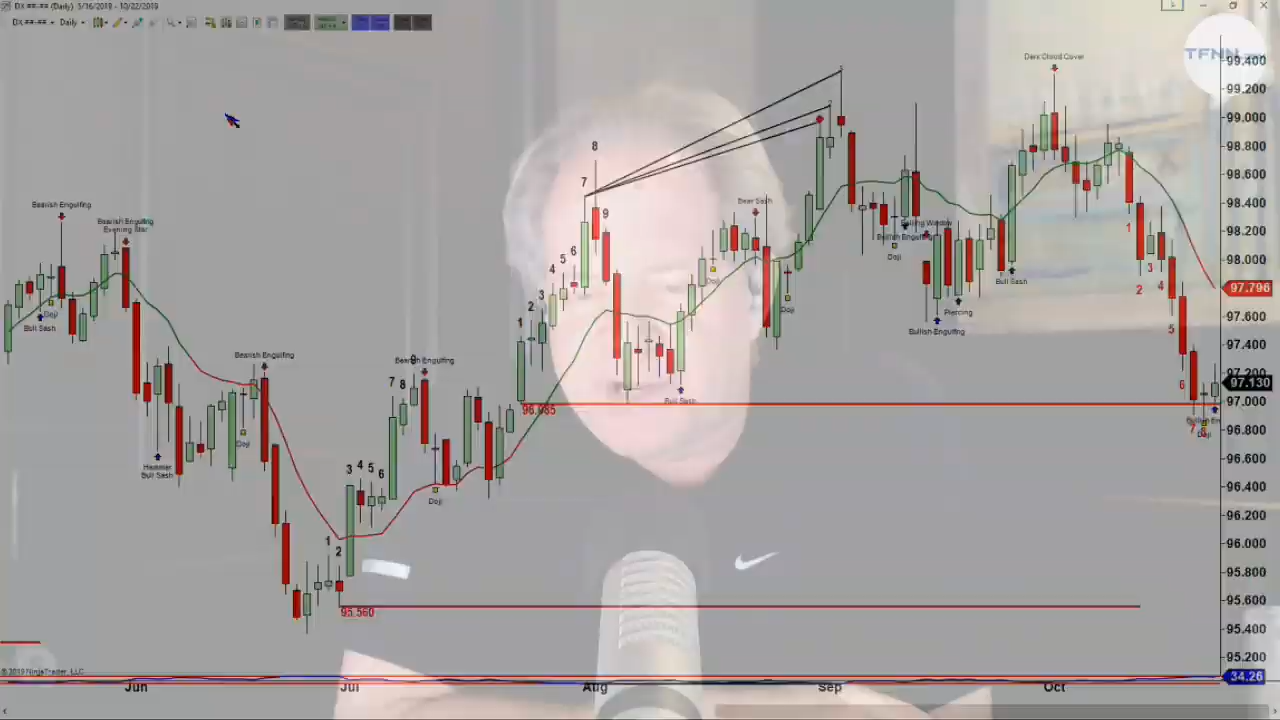 DX ##-## (Daily) 5/16/2019 - 10/22/2019
DX ##-## Daily
TFNN
99.400
99.200
99.000
98.800
98.600
98.400
98.200
98.000
97.796
97.600
97.400
97.200
97.130
97.000
96.800
96.600
96.400
96.200
96.000
95.800
95.600
95.400
95.200
34.26
Dark Cloud Cover
Bearish Engulfing
Bearish Engulfing
Evening Star
Doji
Bull Sash
Bearish Engulfing
Doji
Hammer
Bull Sash
1
2
3
4
5
6
7
8
9
Bearish Engulfing
Doji
1
2
3
4
5
6
7
8
9
Bull Sash
Doji
Bear Sash
Doji
Falling Window
Bullish Engulfing
Doji
Bullish Engulfing
Piercing
Bull Sash
1
2
3
4
5
6
7
8
Doji
96.985
95.560
© 2019 NinjaTrader, LLC
Jun
Jul
Aug
Sep
Oct